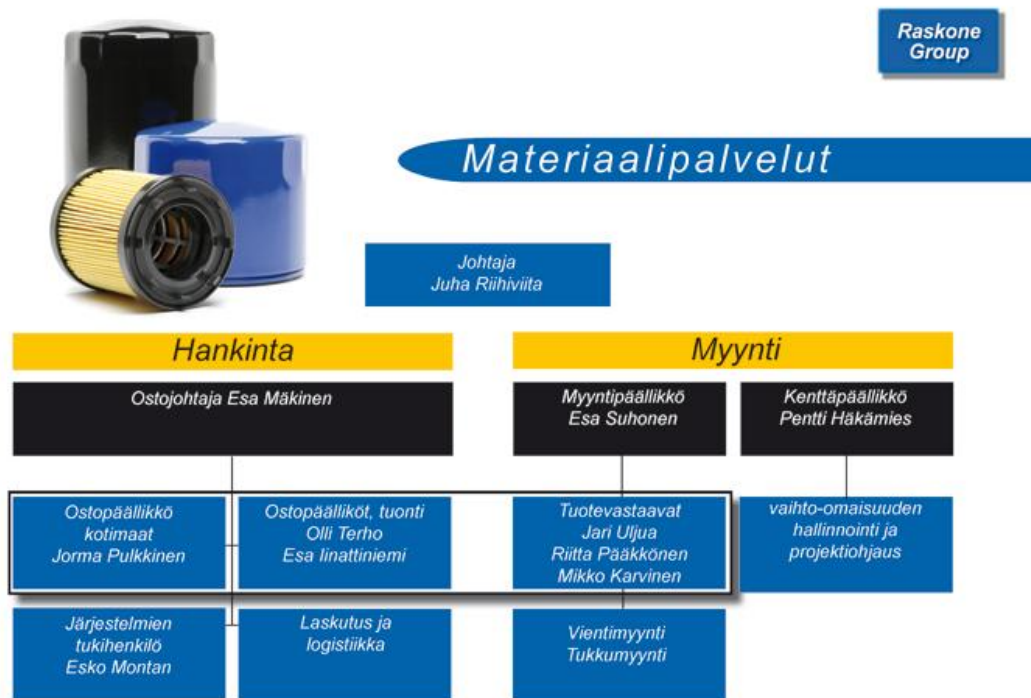 Raskone
Group
Materiaalipalvelut
Johtaja
Juha Riihiviita
Hankinta
Myynti
Ostojohtaja Esa Mäkinen
Myyntipäällikkö
Esa Suhonen
Kenttäpäällikkö
Pentti Häkämies
Ostopäällikkö
kotimaat
Jorma Pulkkinen
Ostopälliköt, tuonti
Olli Terho
Esa Iinattiniemi
Tuotevastaavat
Jari Uljua
Riitta Pääkkönen
Mikko Karvinen
vaihto-omaisuuden
hallinnointi ja
projektiohjaus
Järjestelmien
tukihenkilö
Esko Montan
Laskutus ja
logistiikka
Vientimyynti
Tukkumyynti